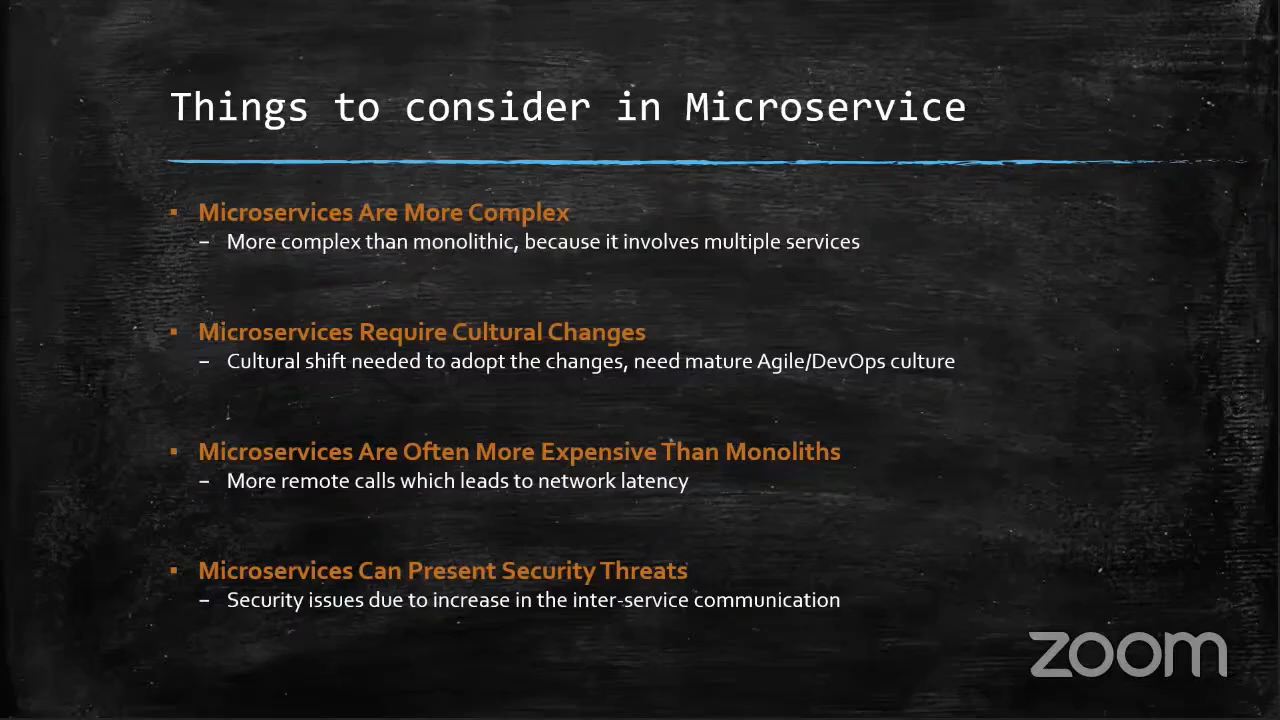 Things to consider in Microservice
▪ Microservices Are More Complex
– More complex than monolithic, because it involves multiple services
▪ Microservices Require Cultural Changes
– Cultural shift needed to adopt the changes, need mature Agile/DevOps culture
▪ Microservices Are Often More Expensive Than Monoliths
– More remote calls which leads to network latency
▪ Microservices Can Present Security Threats
– Security issues due to increase in the inter-service communication
zoom